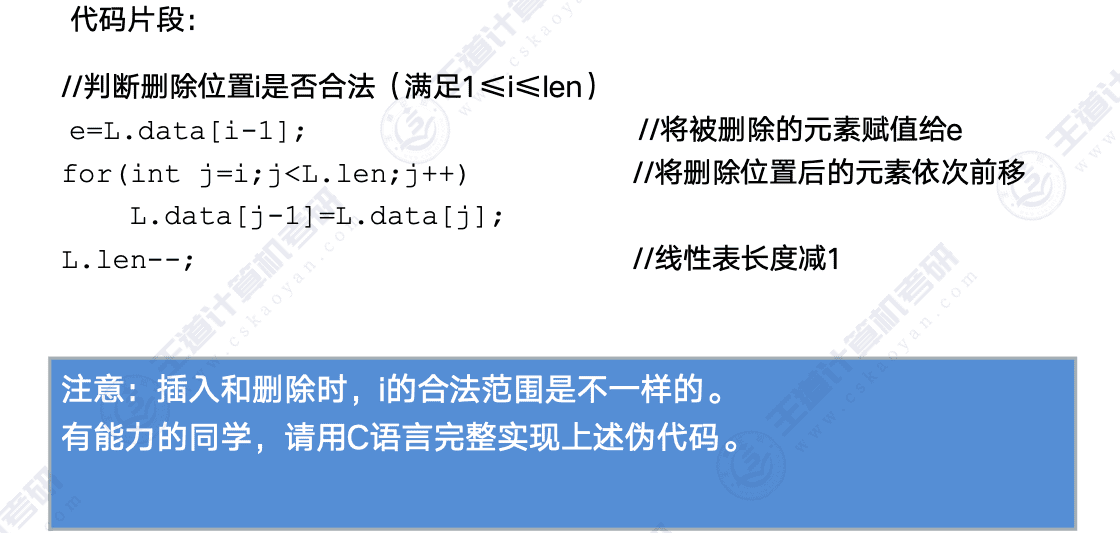 代码片段：
//判断删除位置i是否合法（满足1≤i≤len）
e=L.data[i-1]; //将被删除的元素赋值给e
for(int j=i;j<L.len;j++) //将删除位置后的元素依次前移
L.data[j-1]=L.data[j];
L.len--; //线性表长度减1
注意：插入和删除时，i的合法范围是不一样的。
有能力的同学，请用C语言完整实现上述伪代码。
王道计算机考研
www.cskaoyan.com